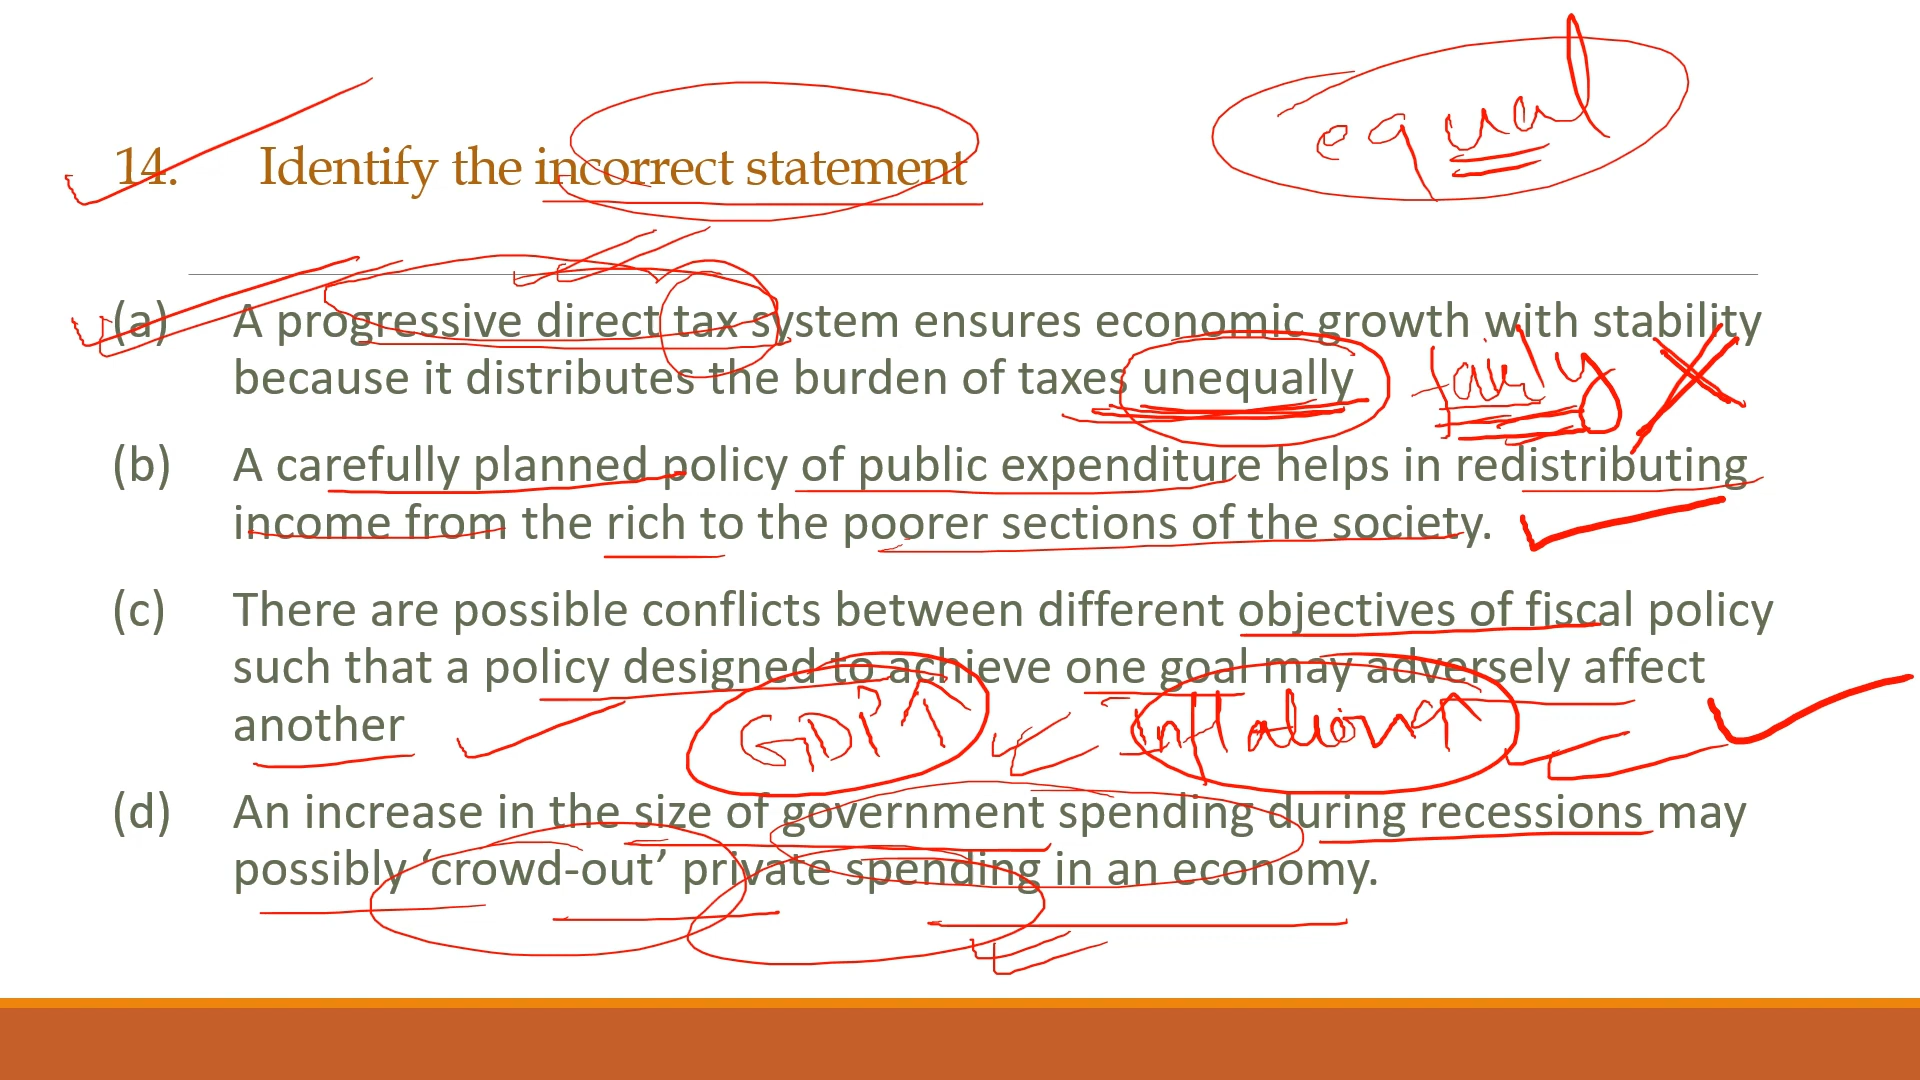 equal
14. Identify the incorrect statement
(a) A progressive direct tax system ensures economic growth with stability
because it distributes the burden of taxes unequally fairly
(b) A carefully planned policy of public expenditure helps in redistributing
income from the rich to the poorer sections of the society.
(c) There are possible conflicts between different objectives of fiscal policy
such that a policy designed to achieve one goal may adversely affect
another GDP↑ Inflation↑
(d) An increase in the size of government spending during recessions may
possibly ‘crowd-out’ private spending in an economy.